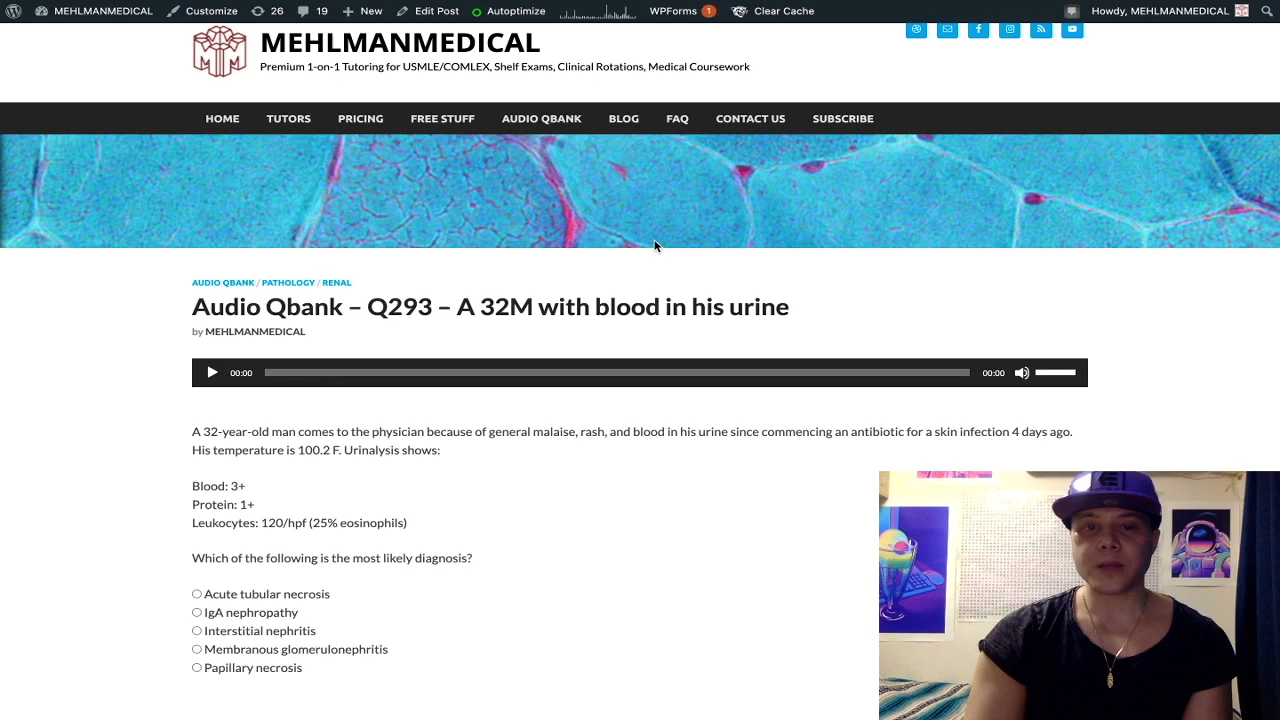 MEHLMANMEDICAL Customize 26 19 New Edit Post Autoptimize WPForms 1 Clear Cache Howdy, MEHLMANMEDICAL
MEHLMANMEDICAL
Premium 1-on-1 Tutoring for USMLE/COMLEX, Shelf Exams, Clinical Rotations, Medical Coursework
HOME TUTORS PRICING FREE STUFF AUDIO QBANK BLOG FAQ CONTACT US SUBSCRIBE
AUDIO QBANK / PATHOLOGY / RENAL
Audio Qbank – Q293 – A 32M with blood in his urine
by MEHLMANMEDICAL
00:00 00:00
A 32-year-old man comes to the physician because of general malaise, rash, and blood in his urine since commencing an antibiotic for a skin infection 4 days ago.
His temperature is 100.2 F. Urinalysis shows:
Blood: 3+
Protein: 1+
Leukocytes: 120/hpf (25% eosinophils)
Which of the following is the most likely diagnosis?
Acute tubular necrosis
IgA nephropathy
Interstitial nephritis
Membranous glomerulonephritis
Papillary necrosis